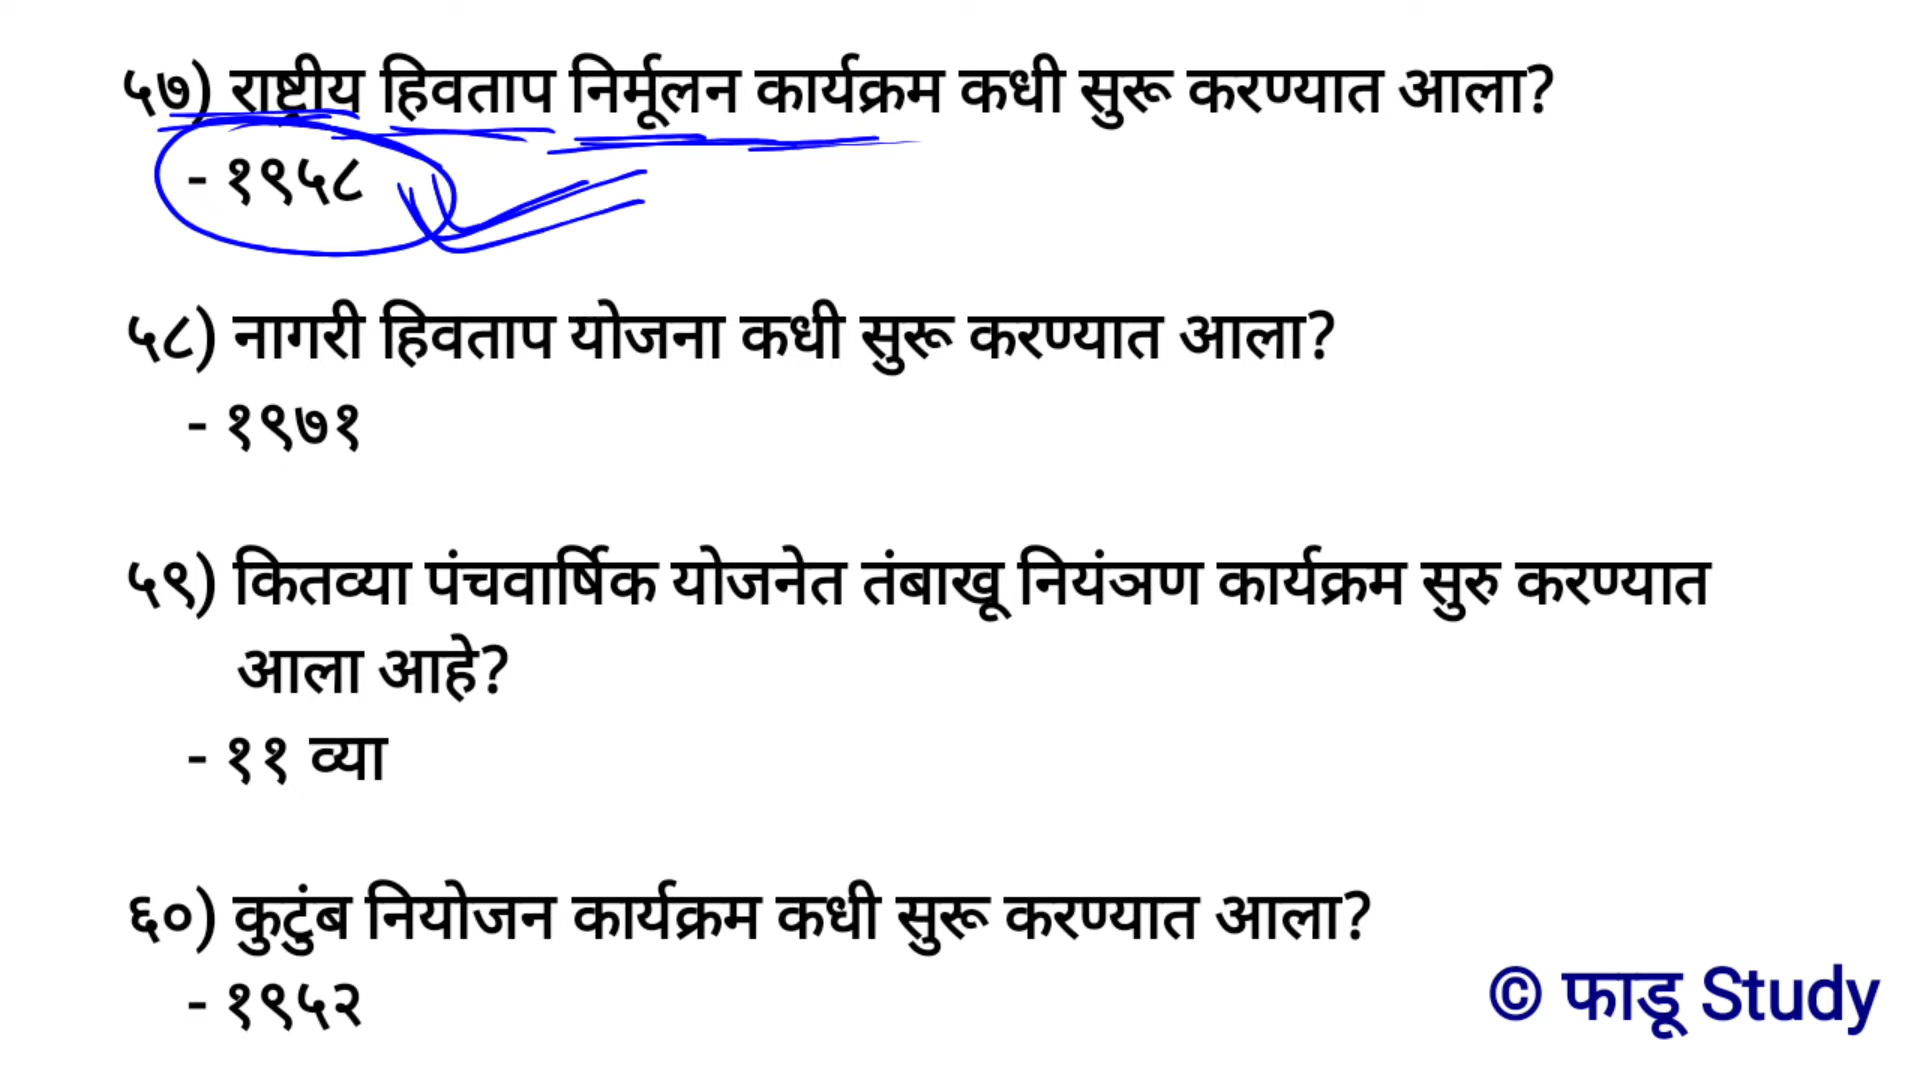 ५७) राष्ट्रीय हिवताप निर्मूलन कार्यक्रम कधी सुरू करण्यात आला?
- १९५८
५८) नागरी हिवताप योजना कधी सुरू करण्यात आला?
- १९७१
५९) कितव्या पंचवार्षिक योजनेत तंबाखू नियंञण कार्यक्रम सुरु करण्यात
आला आहे?
- ११ व्या
६०) कुटुंब नियोजन कार्यक्रम कधी सुरू करण्यात आला?
- १९५२
© फाडू Study